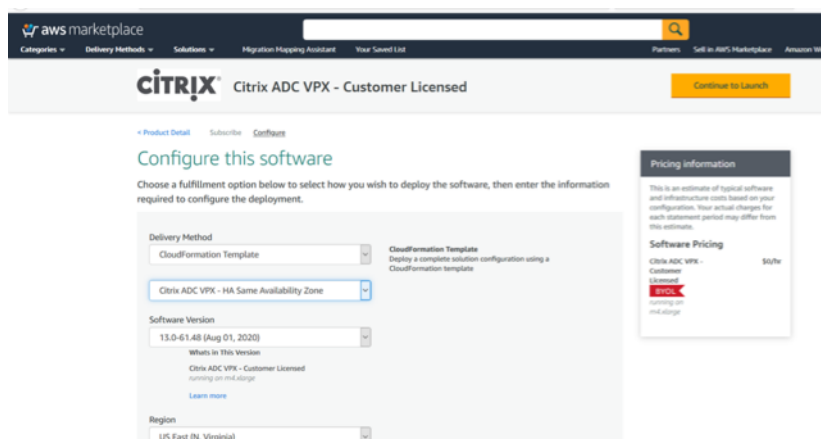 aws marketplace
Categories Delivery Methods Solutions Migration Mapping Assistant Your Saved List Partners Sell in AWS Marketplace Amazon W
CITRIX Citrix ADC VPX - Customer Licensed Continue to Launch
< Product Detail Subscribe Configure
Configure this software
Choose a fulfillment option below to select how you wish to deploy the software, then enter the information
required to configure the deployment.
Delivery Method
CloudFormation Template
CloudFormation Template
Deploy a complete solution configuration using a
CloudFormation template
Citrix ADC VPX - HA Same Availability Zone
Software Version
13.0-61.48 (Aug 01, 2020)
Whats in This Version
Citrix ADC VPX - Customer Licensed
running on m4.xlarge
Learn more
Region
US East (N. Virginia)
Pricing information
This is an estimate of typical software
and infrastructure costs based on your
configuration. Your actual charges for
each statement period may differ from
this estimate.
Software Pricing
Citrix ADC VPX - $0/hr
Customer
Licensed
BYOL
running on
m4.xlarge